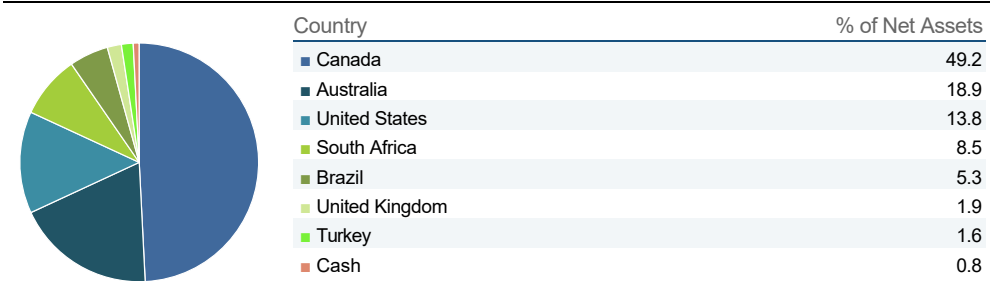 Country % of Net Assets
Canada 49.2
Australia 18.9
United States 13.8
South Africa 8.5
Brazil 5.3
United Kingdom 1.9
Turkey 1.6
Cash 0.8